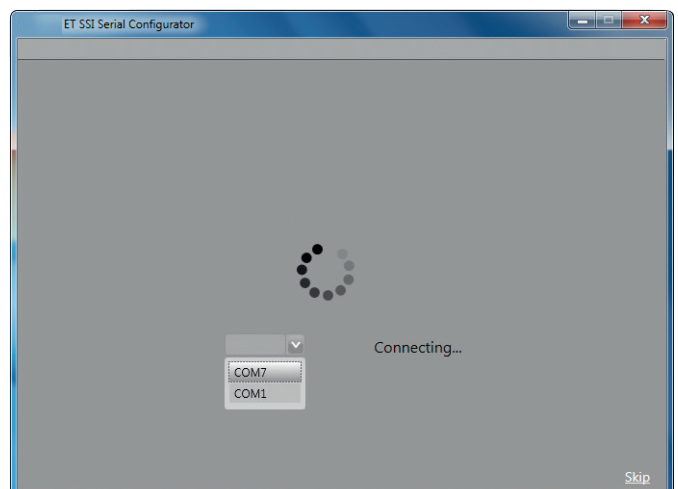 ET SSI Serial Configurator
Connecting...
COM7
COM1
Skip